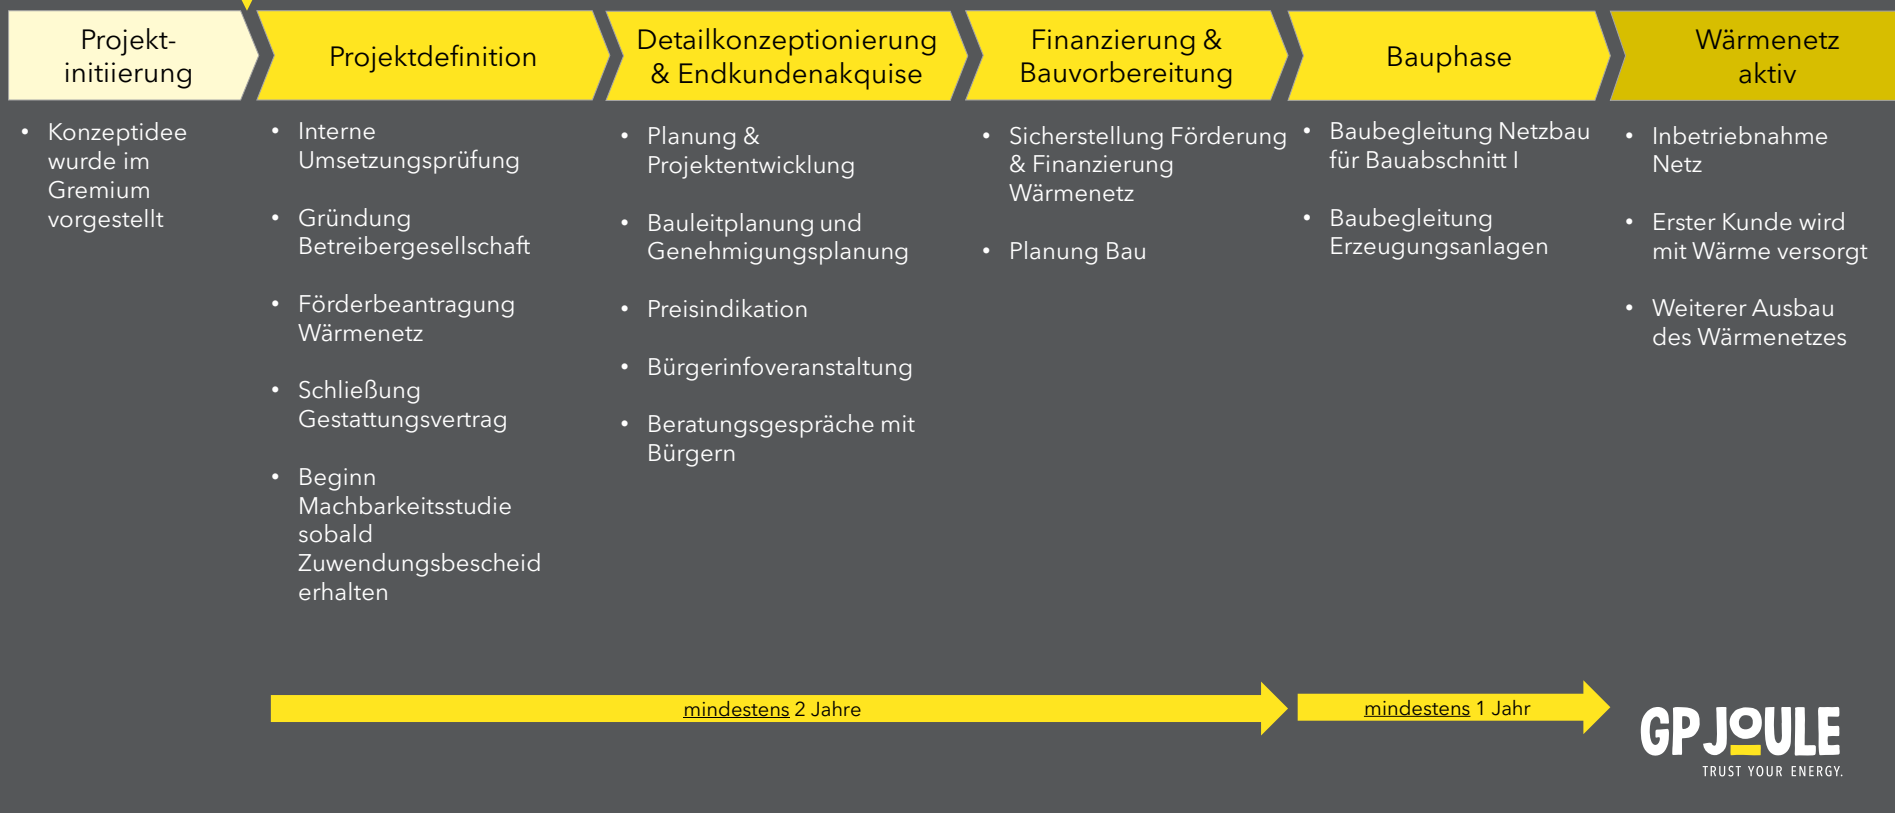 Projekt-
initiierung
Projektdefinition
Detailkonzeptionierung
& Endkundenakquise
Finanzierung &
Bauvorbereitung
Bauphase
Wärmenetz
aktiv
• Konzeptidee
wurde im
Gremium
vorgestellt
• Interne
Umsetzungsprüfung
• Gründung
Betreibergesellschaft
• Förderbeantragung
Wärmenetz
• Schließung
Gestattungsvertrag
• Beginn
Machbarkeitsstudie
sobald
Zuwendungsbescheid
erhalten
• Planung &
Projektentwicklung
• Bauleitplanung und
Genehmigungsplanung
• Preisindikation
• Bürgerinfoveranstaltung
• Beratungsgespräche mit
Bürgern
• Sicherstellung Förderung
& Finanzierung
Wärmenetz
• Planung Bau
• Baubegleitung Netzbau
für Bauabschnitt I
• Baubegleitung
Erzeugungsanlagen
• Inbetriebnahme
Netz
• Erster Kunde wird
mit Wärme versorgt
• Weiterer Ausbau
des Wärmenetzes
mindestens 2 Jahre
mindestens 1 Jahr
GP JOULE
TRUST YOUR ENERGY.